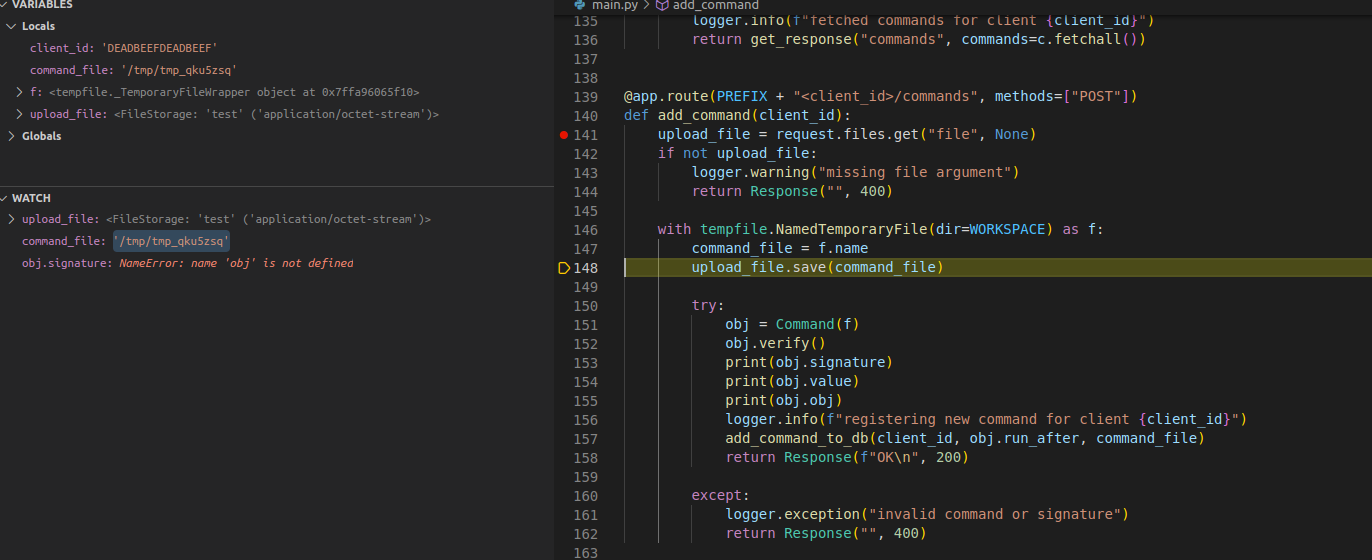 VARIABLES
Locals
client_id: 'DEADBEEFDEADBEEF'
command_file: '/tmp/tmp_qku5zsq'
f: <tempfile._TemporaryFileWrapper object at 0x7ffa96065f10>
upload_file: <FileStorage: 'test' ('application/octet-stream')>
Globals
WATCH
upload_file: <FileStorage: 'test' ('application/octet-stream')>
command_file: '/tmp/tmp_qku5zsq'
obj.signature: NameError: name 'obj' is not defined
main.py > add_command
135 logger.info(f"fetched commands for client {client_id}")
136 return get_response("commands", commands=c.fetchall())
137
138
139 @app.route(PREFIX + "<client_id>/commands", methods=["POST"])
140 def add_command(client_id):
141 upload_file = request.files.get("file", None)
142 if not upload_file:
143 logger.warning("missing file argument")
144 return Response("", 400)
145
146 with tempfile.NamedTemporaryFile(dir=WORKSPACE) as f:
147 command_file = f.name
148 upload_file.save(command_file)
149
150 try:
151 obj = Command(f)
152 obj.verify()
153 print(obj.signature)
154 print(obj.value)
155 print(obj.obj)
156 logger.info(f"registering new command for client {client_id}")
157 add_command_to_db(client_id, obj.run_after, command_file)
158 return Response(f"OK\n", 200)
159
160 except:
161 logger.exception("invalid command or signature")
162 return Response("", 400)
163